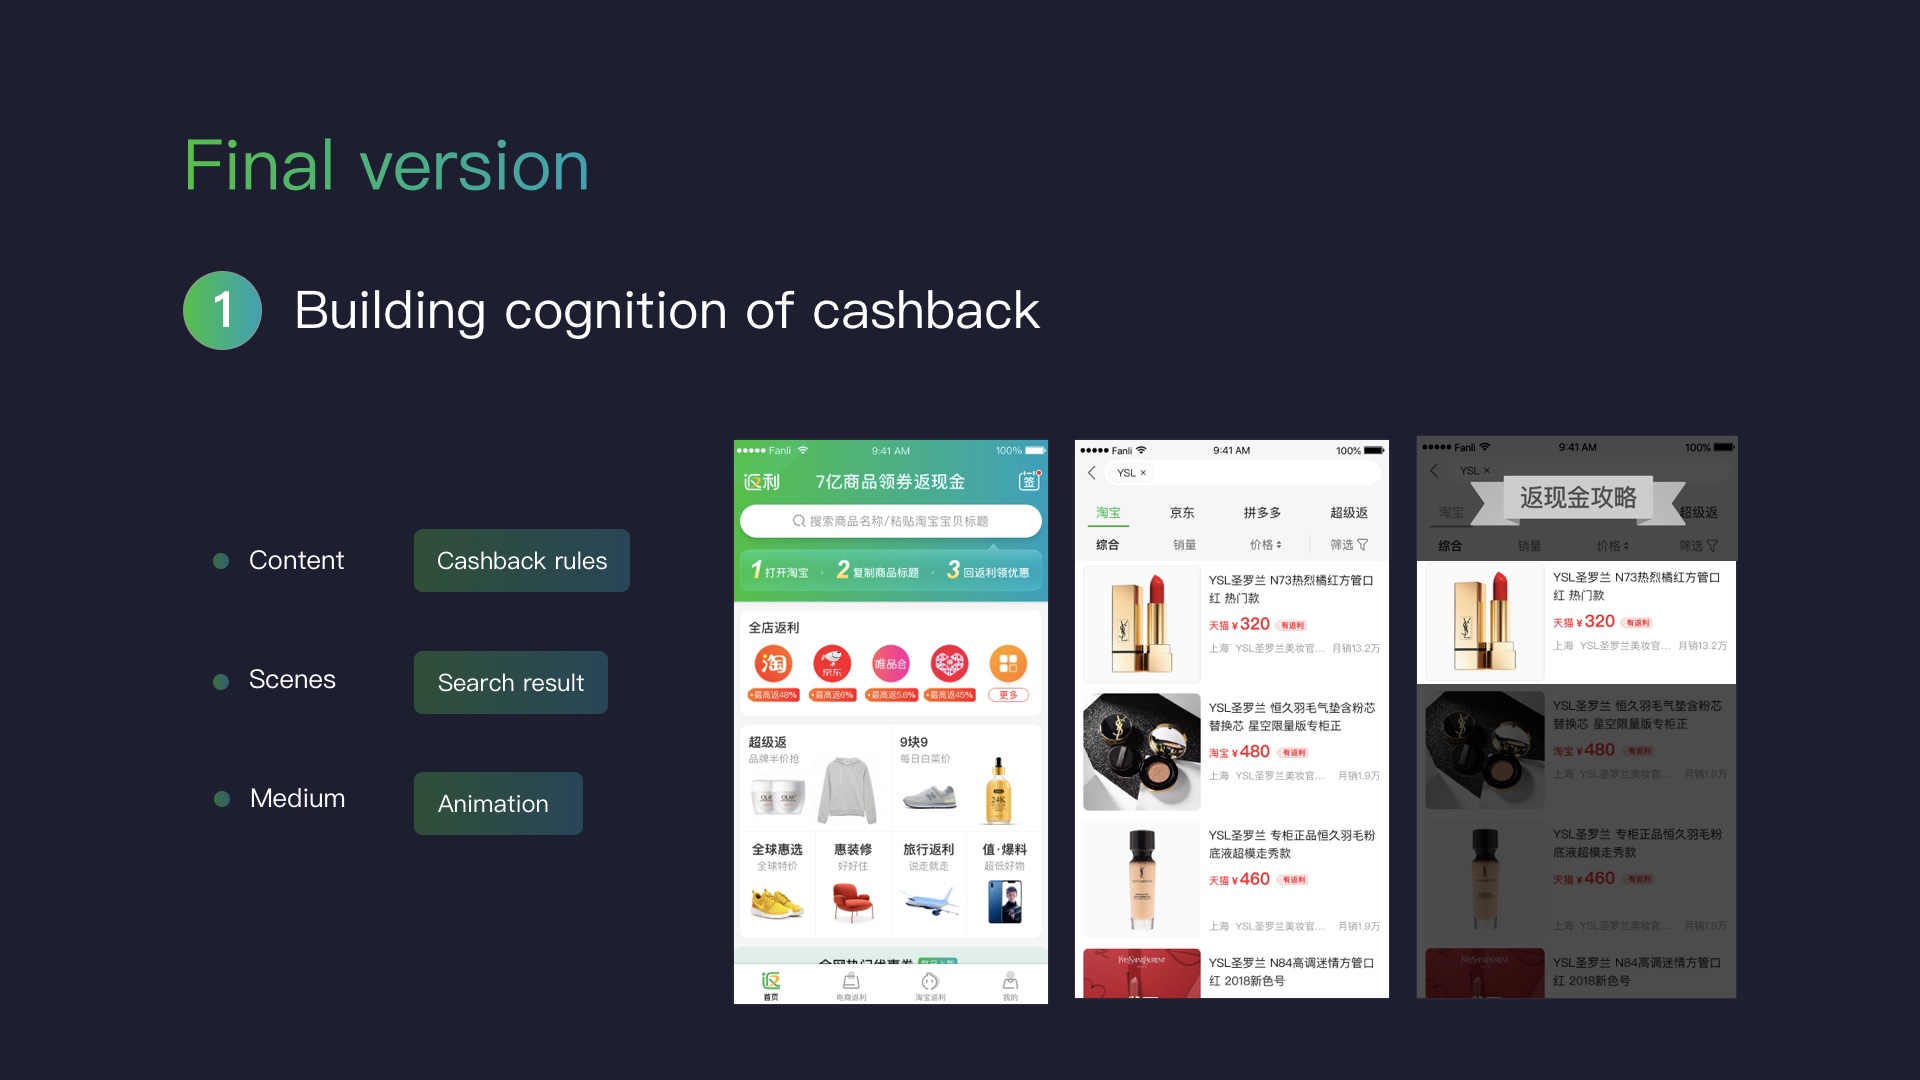 Final version
1 Building cognition of cashback
Content Cashback rules
Scenes Search result
Medium Animation
Fanli 9:41 AM 100%
返利 7亿商品领券返现金 签
搜索商品名称/粘贴淘宝宝贝标题
1 打开淘宝 · 2 复制商品标题 · 3 回返利领优惠
全店返利
淘 京东 唯品会
最高返48% 最高返6% 最高返5.6% 最高返45% 更多
超级返 9块9
品牌半价抢 每日白菜价
OLAY OLAY 24K
全球惠选 惠装修 旅行返利 值·爆料
全球特价 好好住 说走就走 超低好物
全网热门优惠券 每日上新
首页 电商返利 淘宝返利 我的
Fanli 9:41 AM 100%
YSL ×
淘宝 京东 拼多多 超级返
综合 销量 价格 筛选
YSL圣罗兰 N73热烈橘红方管口
红 热门款
天猫 ¥320 有返利
上海 YSL圣罗兰美妆官... 月销13.2万
YSL圣罗兰 恒久羽毛气垫含粉芯
替换芯 星空限量版专柜正
淘宝 ¥480 有返利
上海 YSL圣罗兰美妆官... 月销1.9万
YSL圣罗兰 专柜正品恒久羽毛粉
底液超模走秀款
天猫 ¥460 有返利
上海 YSL圣罗兰美妆官... 月销1.9万
YVESSAINTLAURENT
YSL圣罗兰 N84高调迷情方管口
红 2018新色号
Fanli 9:41 AM 100%
YSL ×
返现金攻略
淘宝 超级返
综合 销量 价格 筛选
YSL圣罗兰 N73热烈橘红方管口
红 热门款
天猫 ¥320 有返利
上海 YSL圣罗兰美妆官... 月销13.2万
YSL圣罗兰 恒久羽毛气垫含粉芯
替换芯 星空限量版专柜正
淘宝 ¥480 有返利
上海 YSL圣罗兰美妆官... 月销1.9万
YSL圣罗兰 专柜正品恒久羽毛粉
底液超模走秀款
天猫 ¥460 有返利
上海 YSL圣罗兰美妆官... 月销1.9万
YVESSAINTLAURENT
YSL圣罗兰 N84高调迷情方管口
红 2018新色号